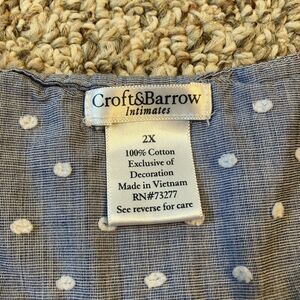 Croft&Barrow
Intimates
2X
100% Cotton
Exclusive of
Decoration
Made in Vietnam
RN#73277
See reverse for care